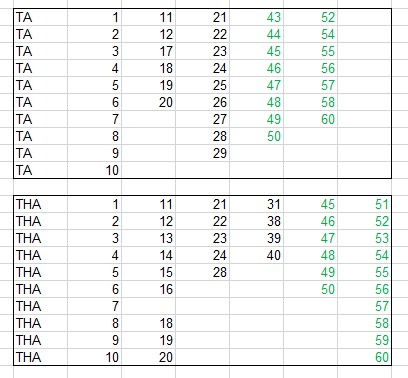 TA 1 11 21 43 52
TA 2 12 22 44 54
TA 3 17 23 45 55
TA 4 18 24 46 56
TA 5 19 25 47 57
TA 6 20 26 48 58
TA 7 27 49 60
TA 8 28 50
TA 9 29
TA 10
THA 1 11 21 31 45 51
THA 2 12 22 38 46 52
THA 3 13 23 39 47 53
THA 4 14 24 40 48 54
THA 5 15 28 49 55
THA 6 16 50 56
THA 7 57
THA 8 18 58
THA 9 19 59
THA 10 20 60